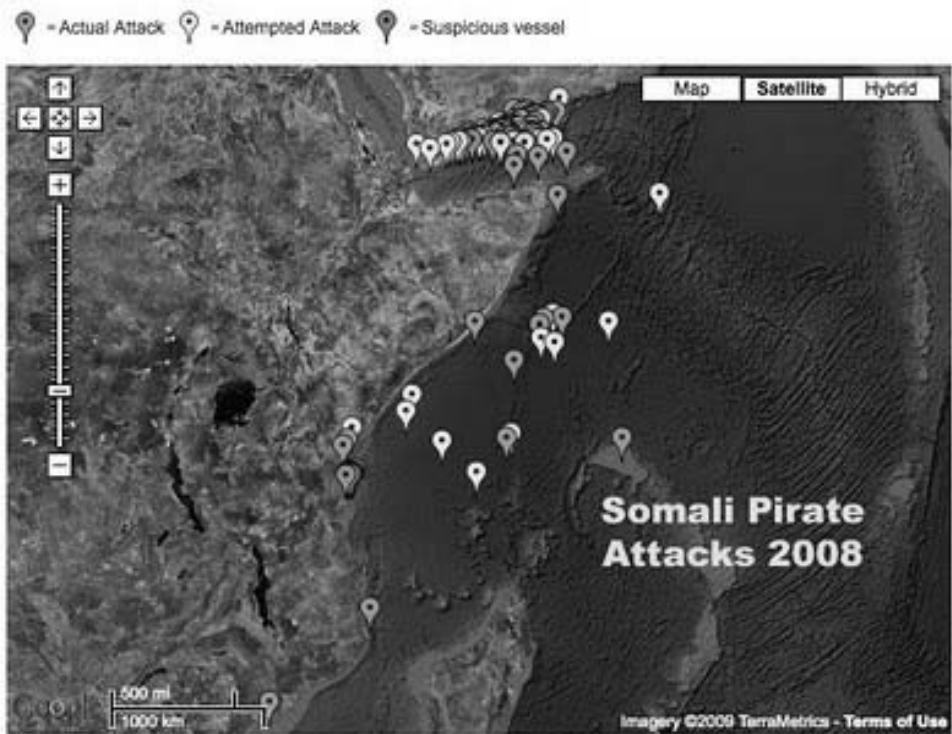 = Actual Attack = Attempted Attack = Suspicious vessel
Map Satellite Hybrid
Somali Pirate
Attacks 2008
500 mi
1000 km
Google
Imagery ©2009 TerraMetrics - Terms of Use